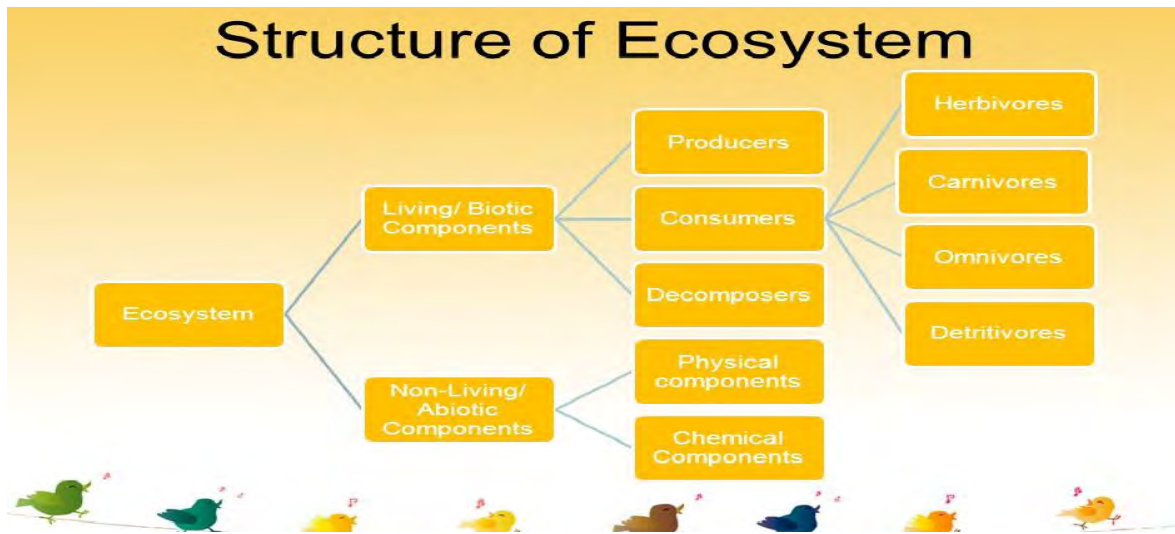 Structure of Ecosystem
Ecosystem
Living/ Biotic
Components
Non-Living/
Abiotic
Components
Producers
Consumers
Decomposers
Physical
components
Chemical
Components
Herbivores
Carnivores
Omnivores
Detritivores